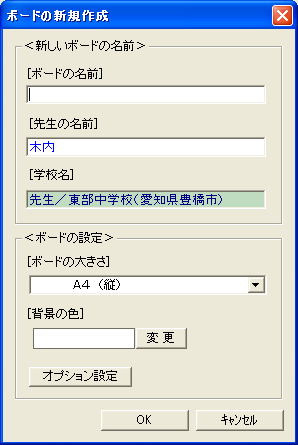 ボードの新規作成
＜新しいボードの名前＞
[ボードの名前]
[先生の名前]
木内
[学校名]
先生／東部中学校(愛知県豊橋市)
＜ボードの設定＞
[ボードの大きさ]
A4 (縦)
[背景の色]
変更
オプション設定
OK
ｷｬﾝｾﾙ